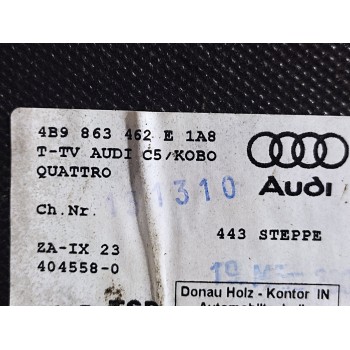 4B9 863 462 E 1A8
T-TV AUDI C5/KOBO
QUATTRO
Audi
Ch.Nr.
443 STEPPE
ZA-IX 23
404558-0
Donau Holz - Kontor IN